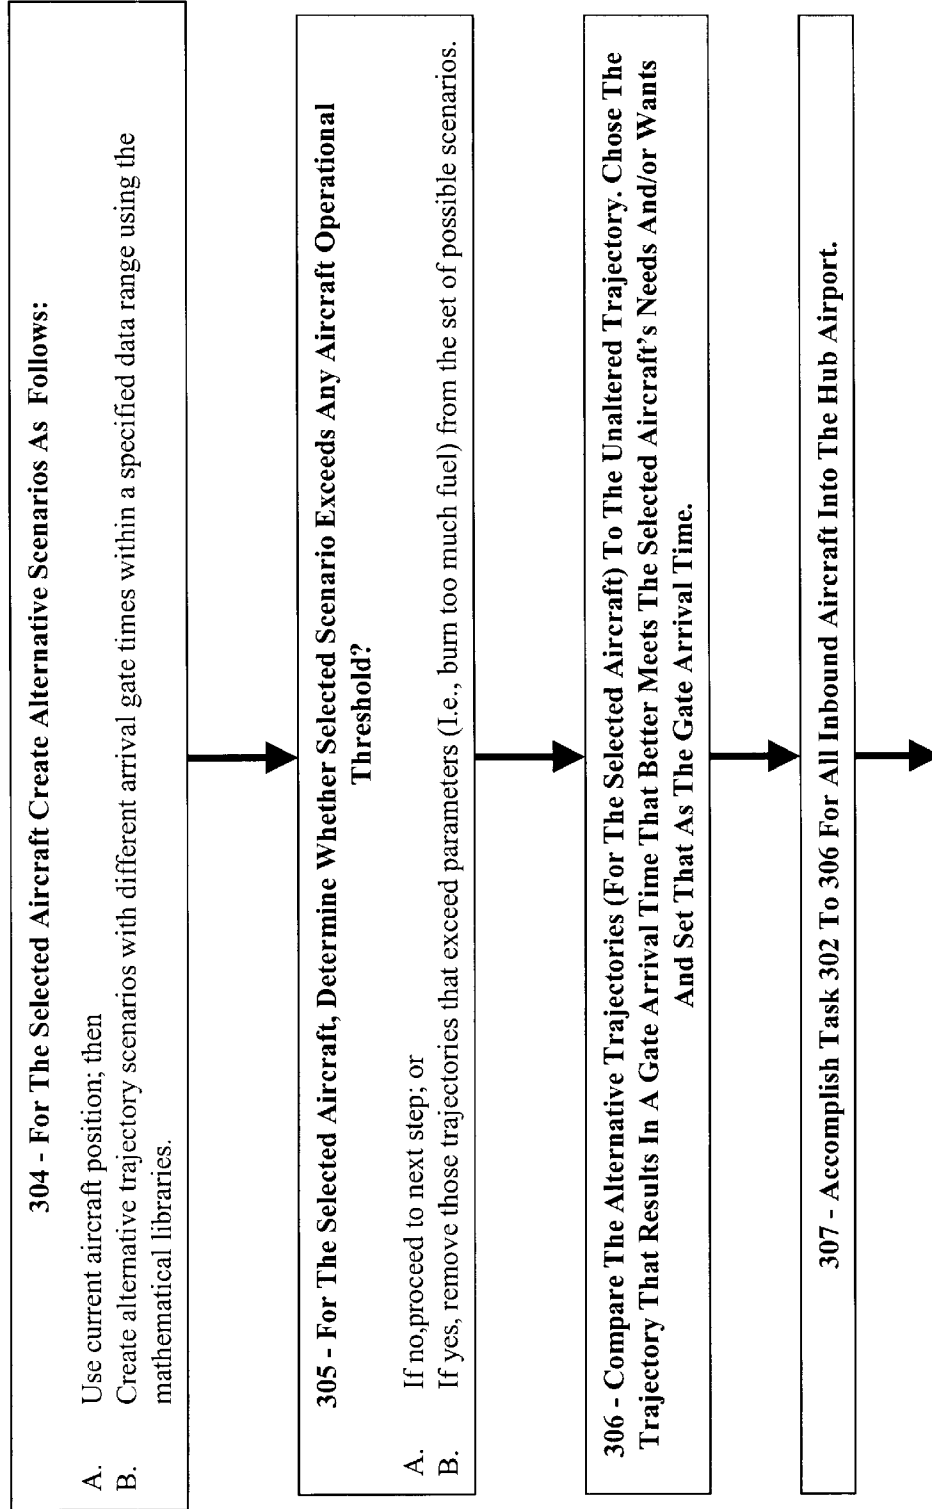 304 - For The Selected Aircraft Create Alternative Scenarios As Follows:
A. Use current aircraft position; then
B. Create alternative trajectory scenarios with different arrival gate times within a specified data range using the
mathematical libraries.
305 - For The Selected Aircraft, Determine Whether Selected Scenario Exceeds Any Aircraft Operational
Threshold?
A. If no,proceed to next step; or
B. If yes, remove those trajectories that exceed parameters (I.e., burn too much fuel) from the set of possible scenarios.
306 - Compare The Alternative Trajectories (For The Selected Aircraft) To The Unaltered Trajectory. Chose The
Trajectory That Results In A Gate Arrival Time That Better Meets The Selected Aircraft's Needs And/or Wants
And Set That As The Gate Arrival Time.
307 - Accomplish Task 302 To 306 For All Inbound Aircraft Into The Hub Airport.